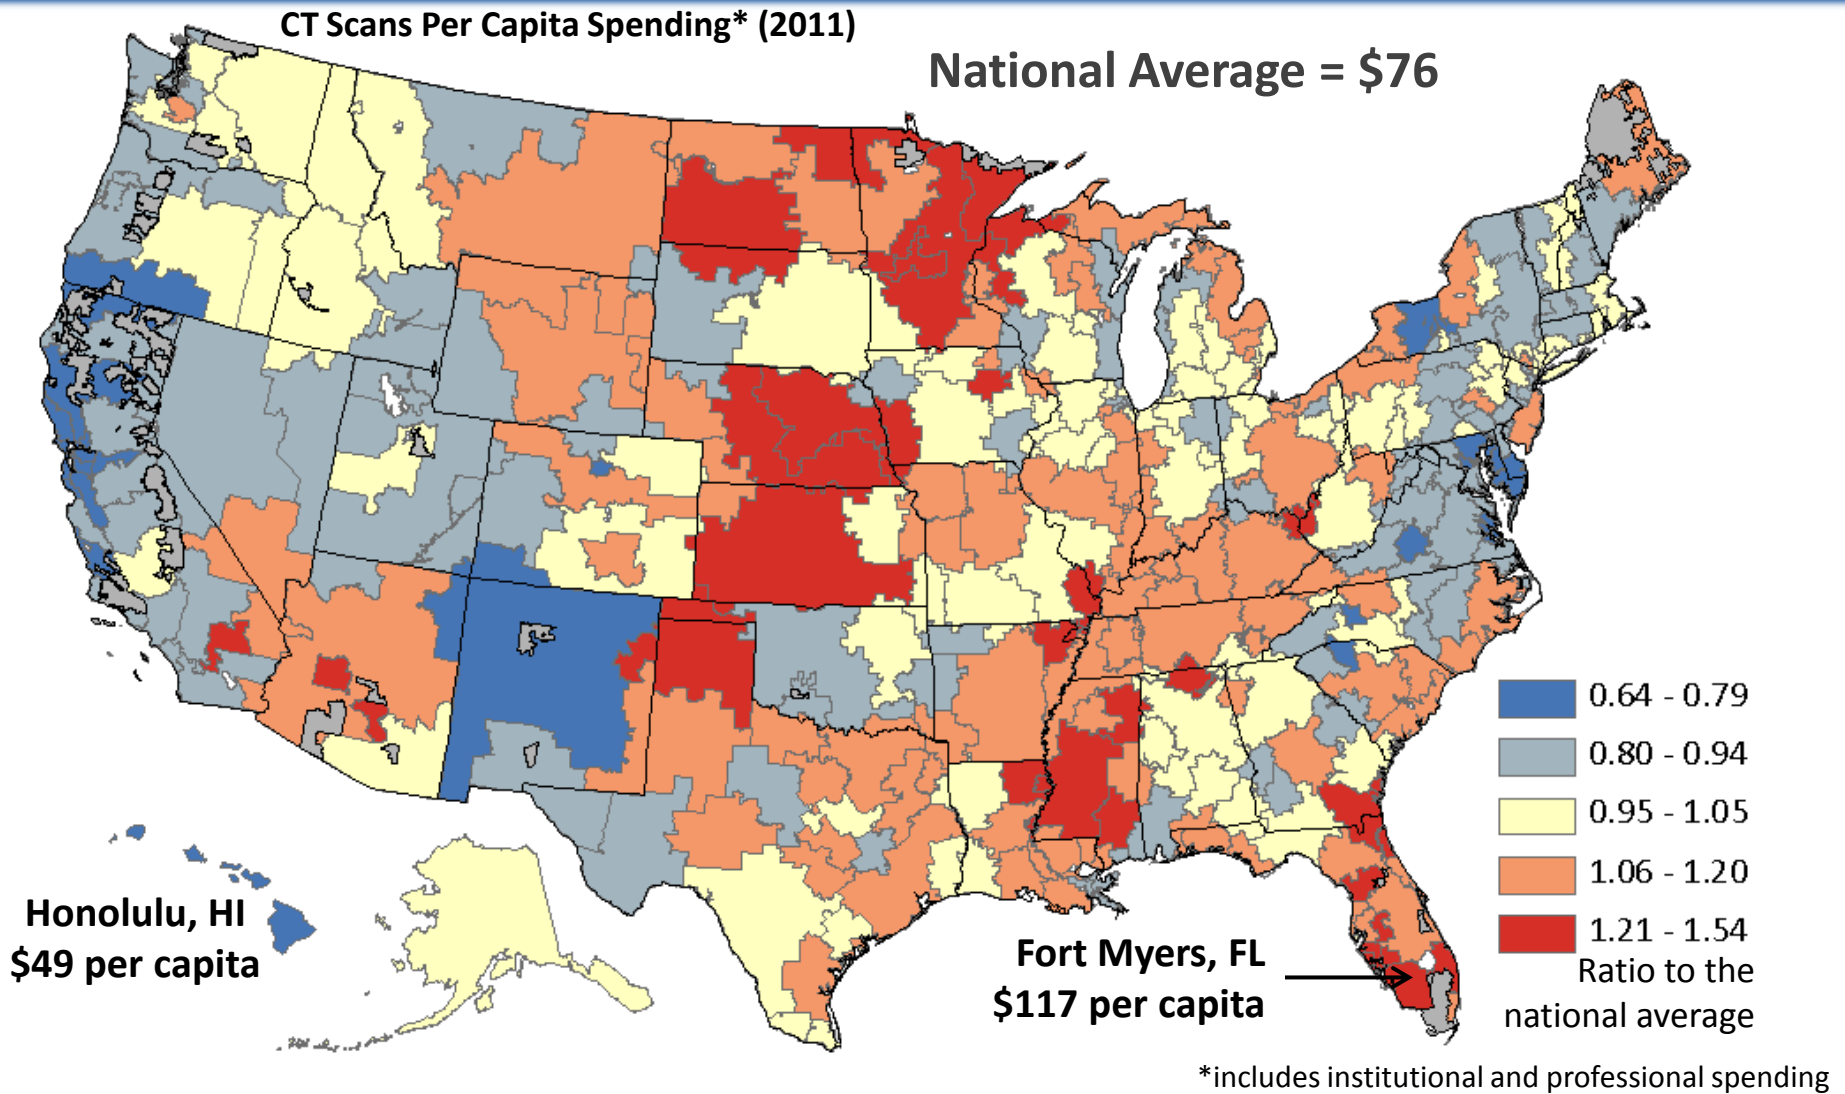 CT Scans Per Capita Spending* (2011)
National Average = $76
0.64 - 0.79
0.80 - 0.94
0.95 - 1.05
1.06 - 1.20
1.21 - 1.54
Ratio to the
national average
Honolulu, HI
$49 per capita
Fort Myers, FL
$117 per capita
*includes institutional and professional spending